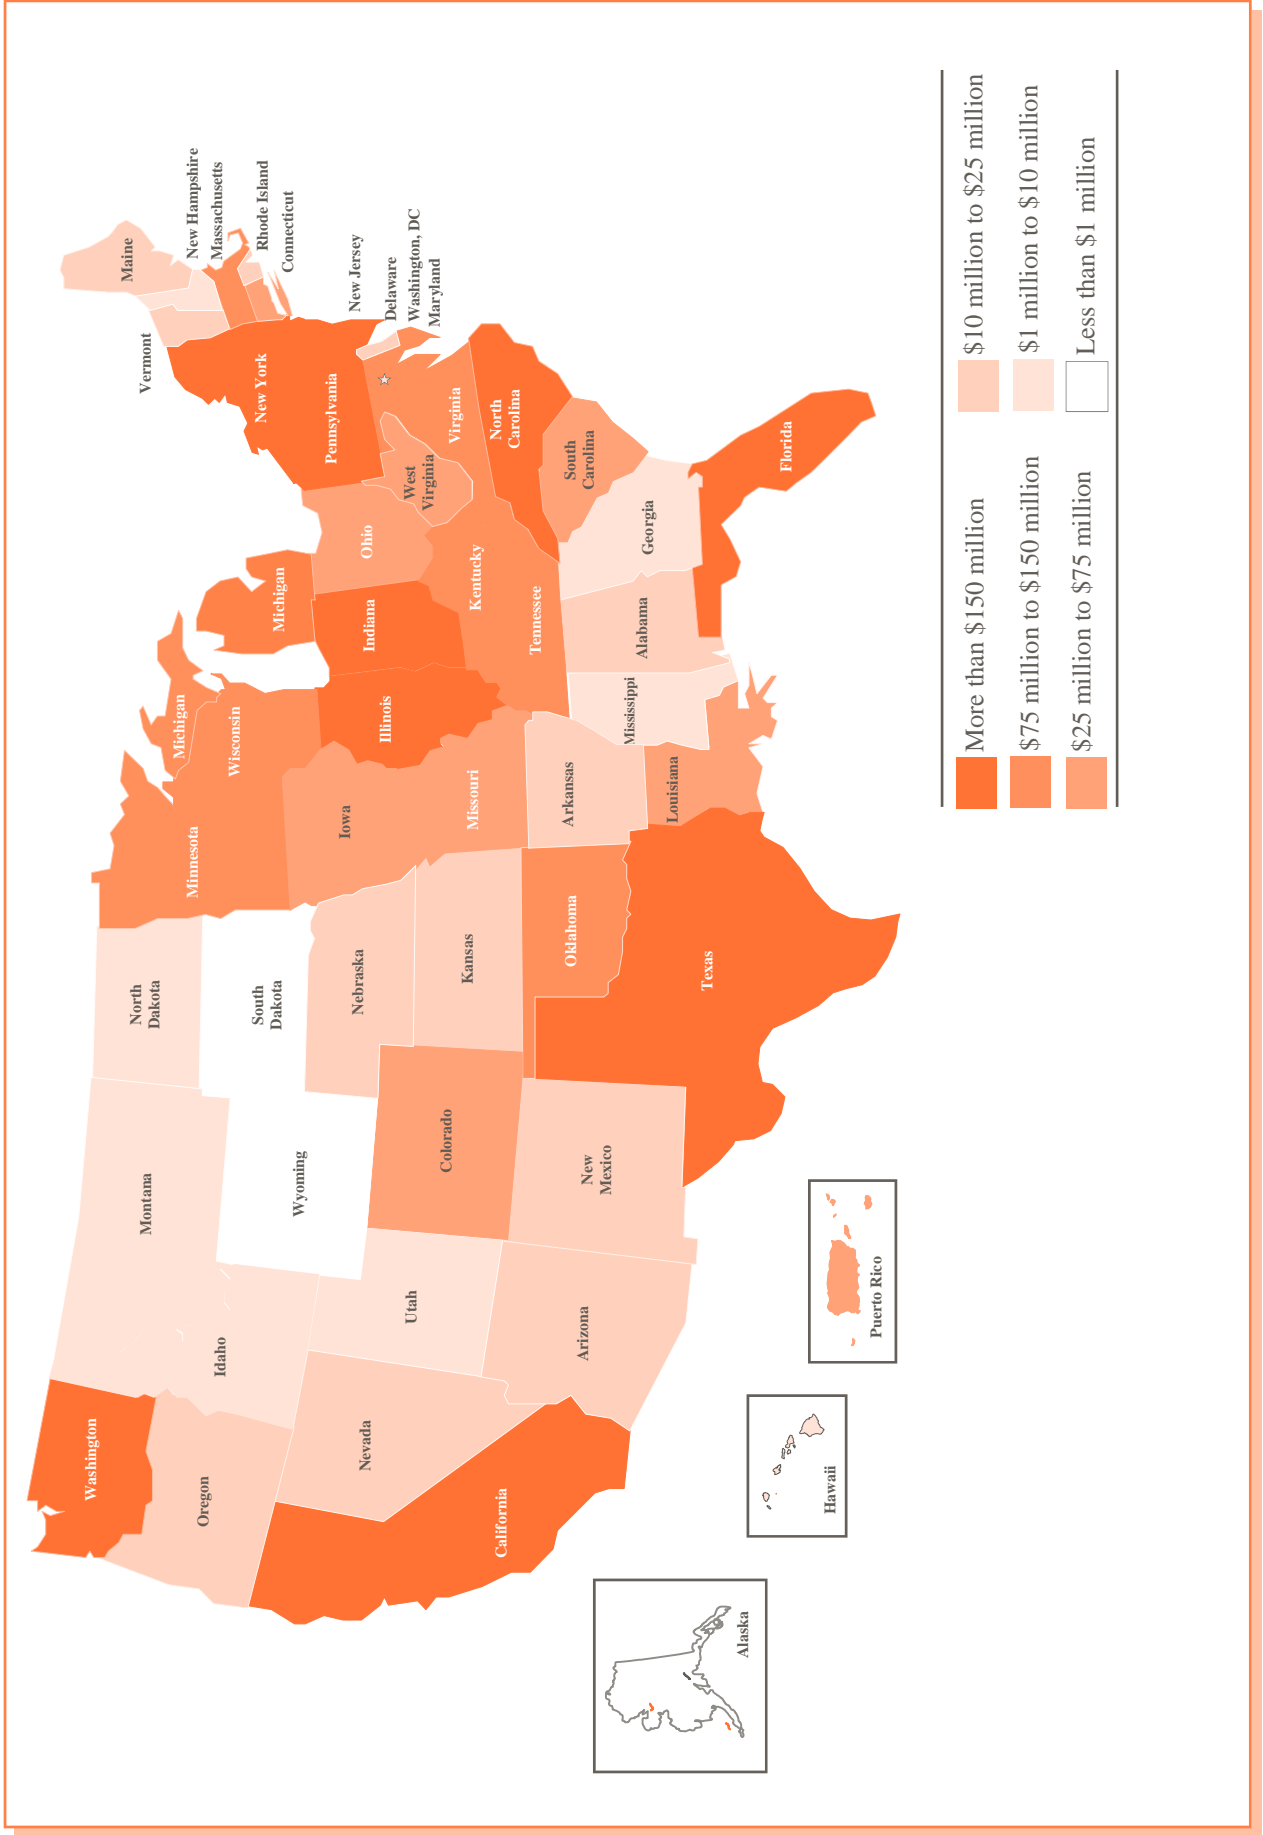 Washington
Oregon
California
Nevada
Idaho
Montana
Wyoming
Utah
Arizona
Colorado
New
Mexico
North
Dakota
South
Dakota
Nebraska
Kansas
Oklahoma
Texas
Minnesota
Iowa
Missouri
Arkansas
Louisiana
Wisconsin
Illinois
Michigan
Michigan
Indiana
Ohio
Kentucky
Tennessee
Mississippi
Alabama
Georgia
Florida
South
Carolina
North
Carolina
Virginia
West
Virginia
Pennsylvania
New York
Vermont
Maine
New Hampshire
Massachusetts
Rhode Island
Connecticut
New Jersey
Delaware
Washington, DC
Maryland
Alaska
Hawaii
Puerto Rico
More than $150 million
$75 million to $150 million
$25 million to $75 million
$10 million to $25 million
$1 million to $10 million
Less than $1 million